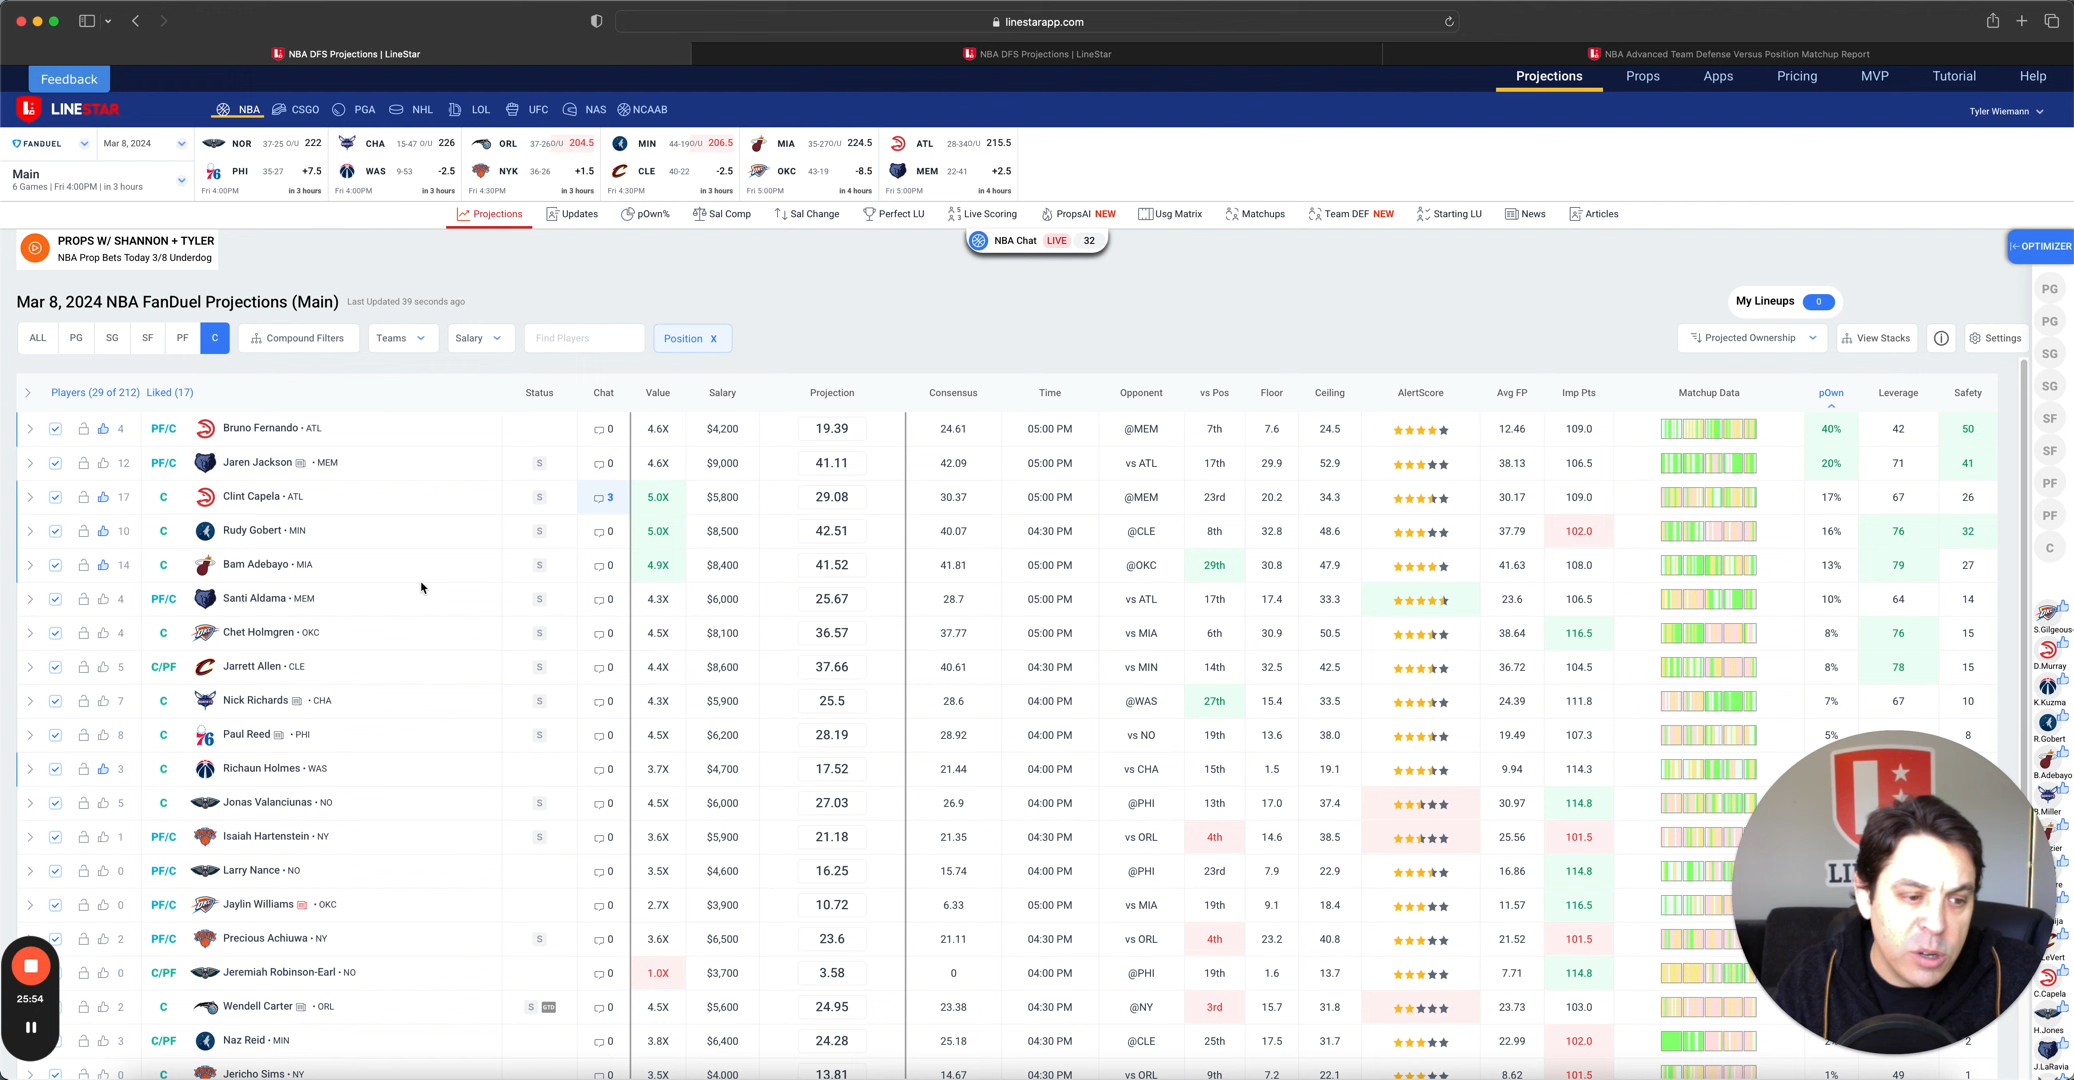 linestarapp.com
NBA DFS Projections | LineStar
NBA DFS Projections | LineStar
NBA Advanced Team Defense Versus Position Matchup Report
Feedback
Projections Props Apps Pricing MVP Tutorial Help
LINESTAR
NBA CSGO PGA NHL LOL UFC NAS NCAAB
Tyler Wiemann
FANDUEL Mar 8, 2024
Main
6 Games | Fri 4:00PM | in 3 hours
NOR 37-25 O/U 222
PHI 35-27 +7.5
Fri 4:00PM in 3 hours
CHA 15-47 O/U 226
WAS 9-53 -2.5
Fri 4:00PM in 3 hours
ORL 37-26O/U 204.5
NYK 36-26 +1.5
Fri 4:30PM in 3 hours
MIN 44-19O/U 206.5
CLE 40-22 -2.5
Fri 4:30PM in 3 hours
MIA 35-27O/U 224.5
OKC 43-19 -8.5
Fri 5:00PM in 4 hours
ATL 28-34O/U 215.5
MEM 22-41 +2.5
Fri 5:00PM in 4 hours
Projections Updates pOwn% Sal Comp Sal Change Perfect LU Live Scoring PropsAI NEW Usg Matrix Matchups Team DEF NEW Starting LU News Articles
PROPS W/ SHANNON + TYLER
NBA Prop Bets Today 3/8 Underdog
NBA Chat LIVE 32
OPTIMIZER
Mar 8, 2024 NBA FanDuel Projections (Main) Last Updated 39 seconds ago
My Lineups 0
ALL PG SG SF PF C Compound Filters Teams Salary Find Players Position X
Projected Ownership View Stacks Settings
Players (29 of 212) Liked (17) Status Chat Value Salary Projection Consensus Time Opponent vs Pos Floor Ceiling AlertScore Avg FP Imp Pts Matchup Data pOwn Leverage Safety
4 PF/C Bruno Fernando • ATL 0 4.6X $4,200 19.39 24.61 05:00 PM @MEM 7th 7.6 24.5 12.46 109.0 40% 42 50
12 PF/C Jaren Jackson • MEM S 0 4.6X $9,000 41.11 42.09 05:00 PM vs ATL 17th 29.9 52.9 38.13 106.5 20% 71 41
17 C Clint Capela • ATL S 3 5.0X $5,800 29.08 30.37 05:00 PM @MEM 23rd 20.2 34.3 30.17 109.0 17% 67 26
10 C Rudy Gobert • MIN S 0 5.0X $8,500 42.51 40.07 04:30 PM @CLE 8th 32.8 48.6 37.79 102.0 16% 76 32
14 C Bam Adebayo • MIA S 0 4.9X $8,400 41.52 41.81 05:00 PM @OKC 29th 30.8 47.9 41.63 108.0 13% 79 27
4 PF/C Santi Aldama • MEM S 0 4.3X $6,000 25.67 28.7 05:00 PM vs ATL 17th 17.4 33.3 23.6 106.5 10% 64 14
4 C Chet Holmgren • OKC S 0 4.5X $8,100 36.57 37.77 05:00 PM vs MIA 6th 30.9 50.5 38.64 116.5 8% 76 15
5 C/PF Jarrett Allen • CLE S 0 4.4X $8,600 37.66 40.61 04:30 PM vs MIN 14th 32.5 42.5 36.72 104.5 8% 78 15
7 C Nick Richards • CHA S 0 4.3X $5,900 25.5 28.6 04:00 PM @WAS 27th 15.4 33.5 24.39 111.8 7% 67 10
8 C Paul Reed • PHI S 0 4.5X $6,200 28.19 28.92 04:00 PM vs NO 19th 13.6 38.0 19.49 107.3 5% 8
3 C Richaun Holmes • WAS 0 3.7X $4,700 17.52 21.44 04:00 PM vs CHA 15th 1.5 19.1 9.94 114.3
5 C Jonas Valanciunas • NO S 0 4.5X $6,000 27.03 26.9 04:00 PM @PHI 13th 17.0 37.4 30.97 114.8
1 PF/C Isaiah Hartenstein • NY S 0 3.6X $5,900 21.18 21.35 04:30 PM vs ORL 4th 14.6 38.5 25.56 101.5
0 PF/C Larry Nance • NO 0 3.5X $4,600 16.25 15.74 04:00 PM @PHI 23rd 7.9 22.9 16.86 114.8
0 PF/C Jaylin Williams • OKC 0 2.7X $3,900 10.72 6.33 05:00 PM vs MIA 19th 9.1 18.4 11.57 116.5
2 PF/C Precious Achiuwa • NY S 0 3.6X $6,500 23.6 21.11 04:30 PM vs ORL 4th 23.2 40.8 21.52 101.5
0 C/PF Jeremiah Robinson-Earl • NO 0 1.0X $3,700 3.58 0 04:00 PM @PHI 19th 1.6 13.7 7.71 114.8
2 C Wendell Carter • ORL S GTD 0 4.5X $5,600 24.95 23.38 04:30 PM @NY 3rd 15.7 31.8 23.73 103.0
3 C/PF Naz Reid • MIN 0 3.8X $6,400 24.28 25.18 04:30 PM @CLE 25th 17.5 31.7 22.99 102.0 2
0 C Jericho Sims • NY 0 3.5X $4,000 13.81 14.67 04:30 PM vs ORL 9th 7.2 22.1 8.62 101.5 1% 49 1
PG
PG
SG
SG
SF
SF
PF
PF
C
S.Gilgeous-
D.Murray
K.Kuzma
R.Gobert
B.Adebayo
B.Miller
C.Capela
H.Jones
J.LaRavia
25:54